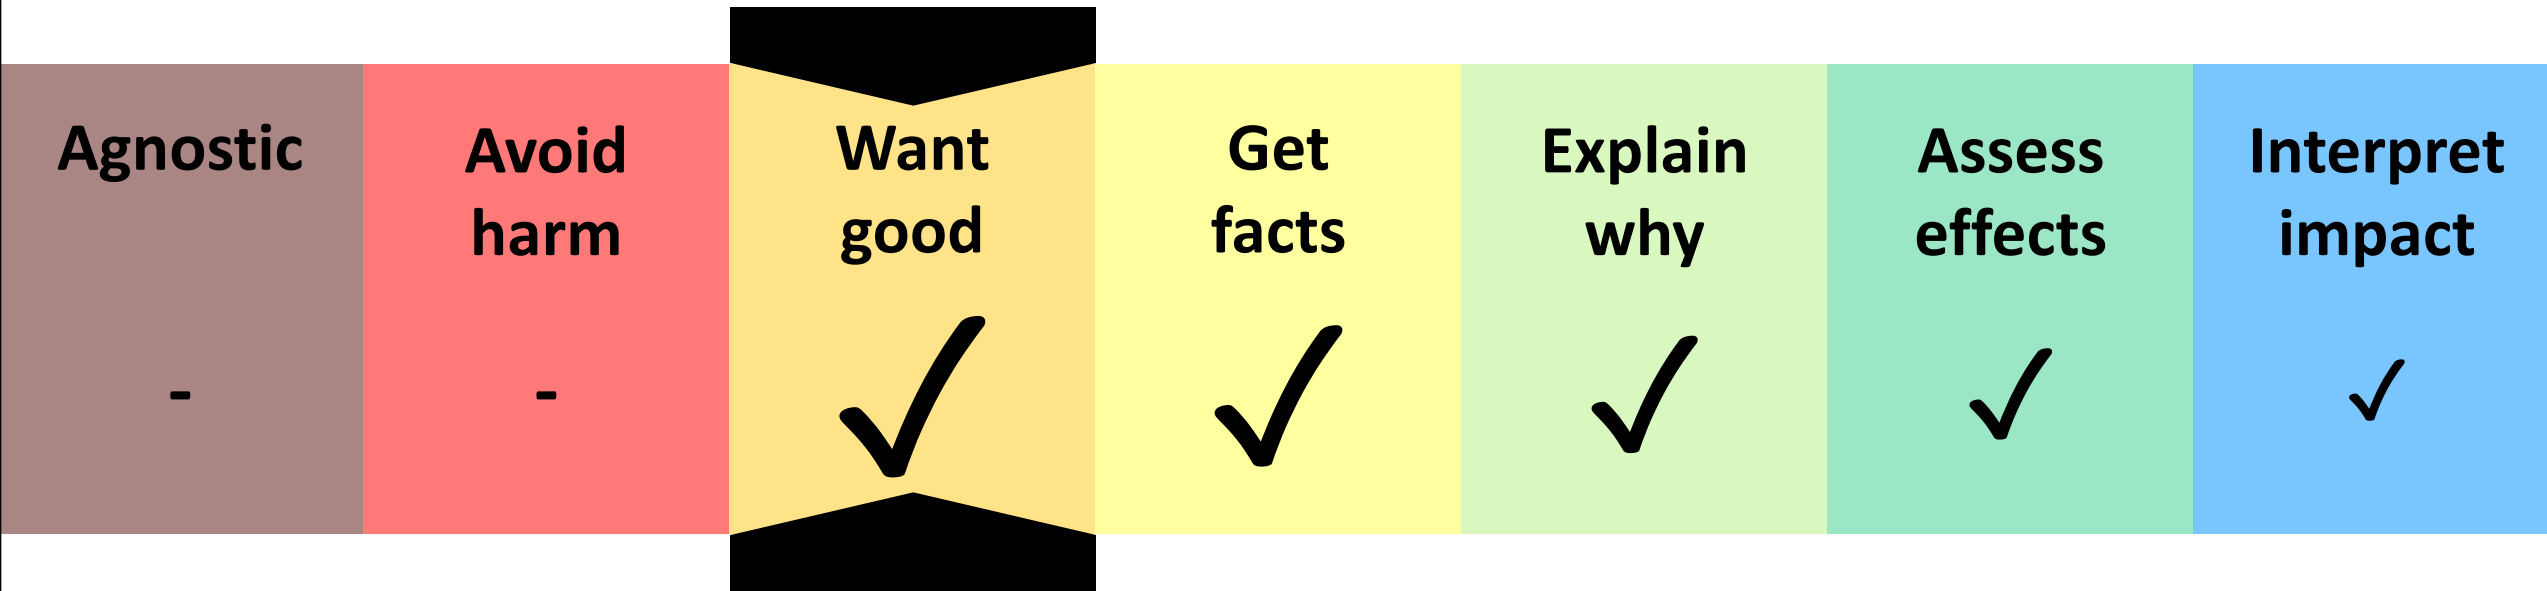 Agnostic
Avoid
harm
Want
good
Get
facts
Explain
why
Assess
effects
Interpret
impact
- - ✓ ✓ ✓ ✓ ✓